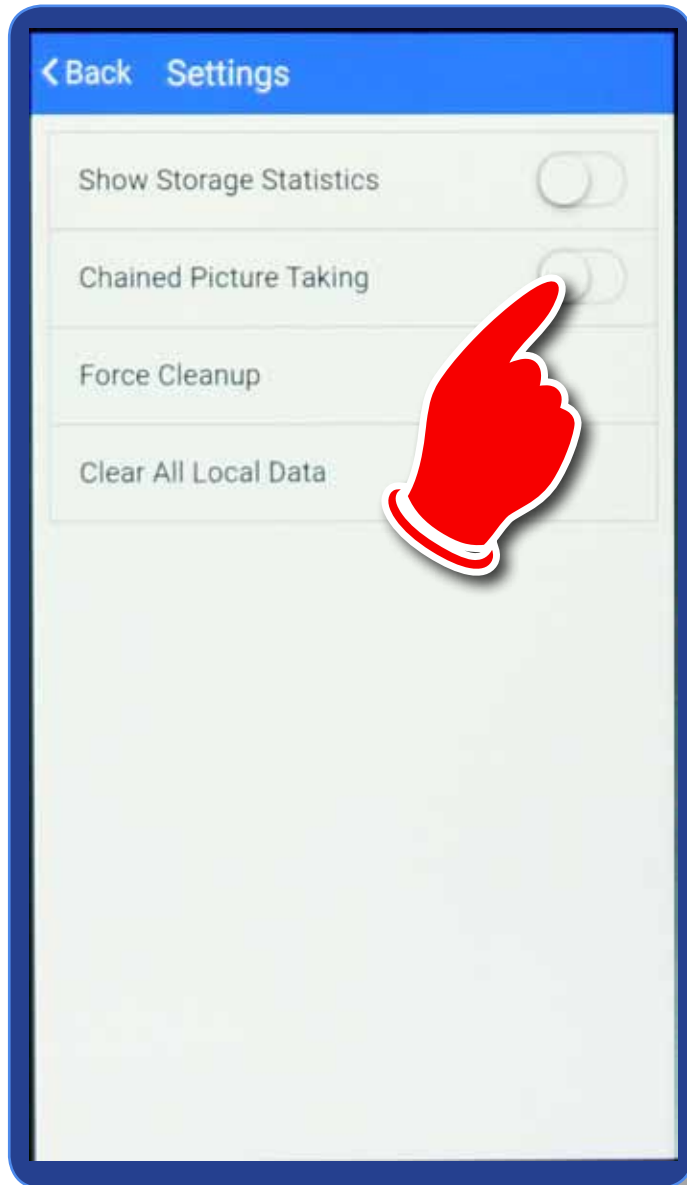 Back Settings
Show Storage Statistics
Chained Picture Taking
Force Cleanup
Clear All Local Data